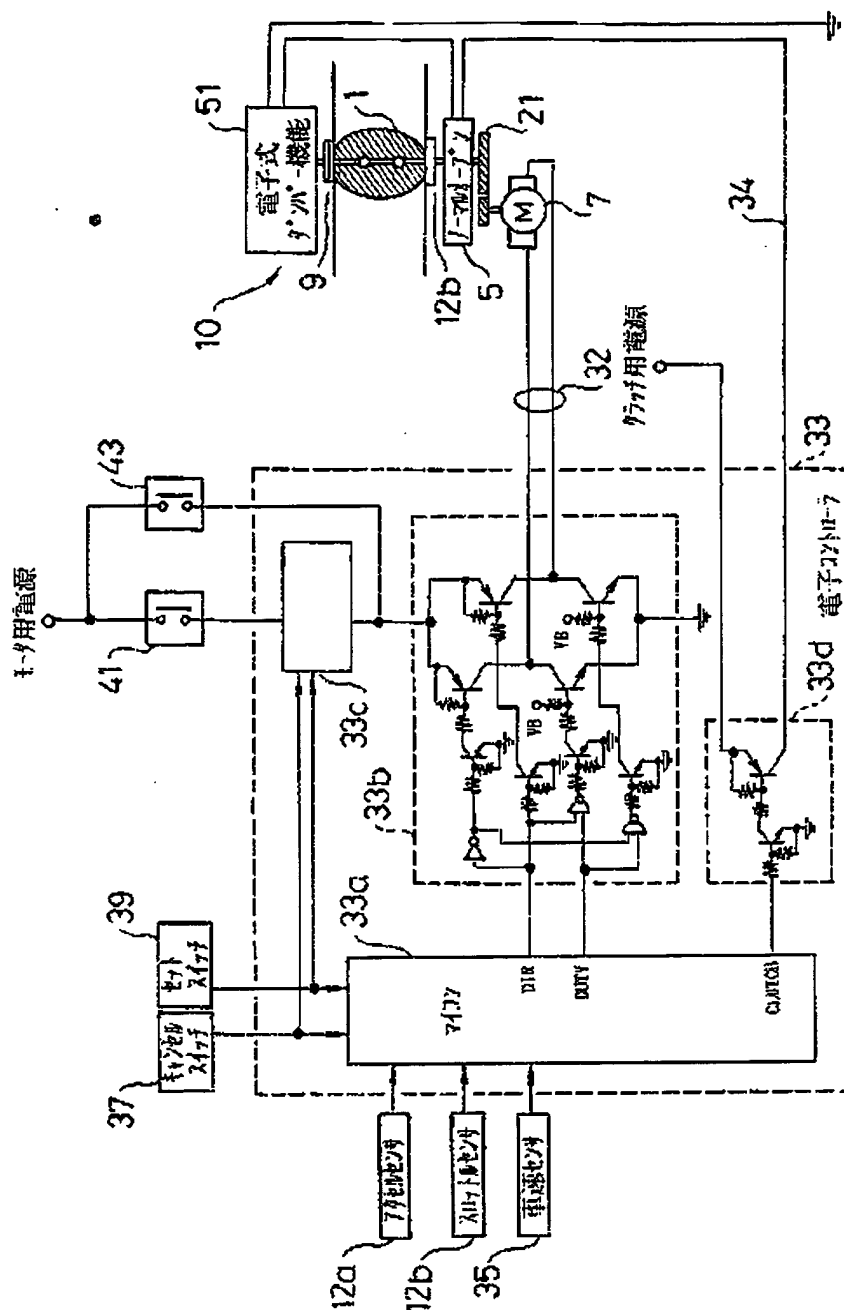 51
電子式
ダンパー機能
1
10
9
12b
ノーマルオープン
5
21
M
7
モータ用電源
43
41
32
クラッチ用電源
34
33
電子コントローラ
33c
33b
33d
VB
VB
39
セット
スイッチ
37
キャンセル
スイッチ
33a
マイコン
DIR
DUTY
CLUTCH
12a
アクセルセンサ
12b
スロットルセンサ
35
車速センサ